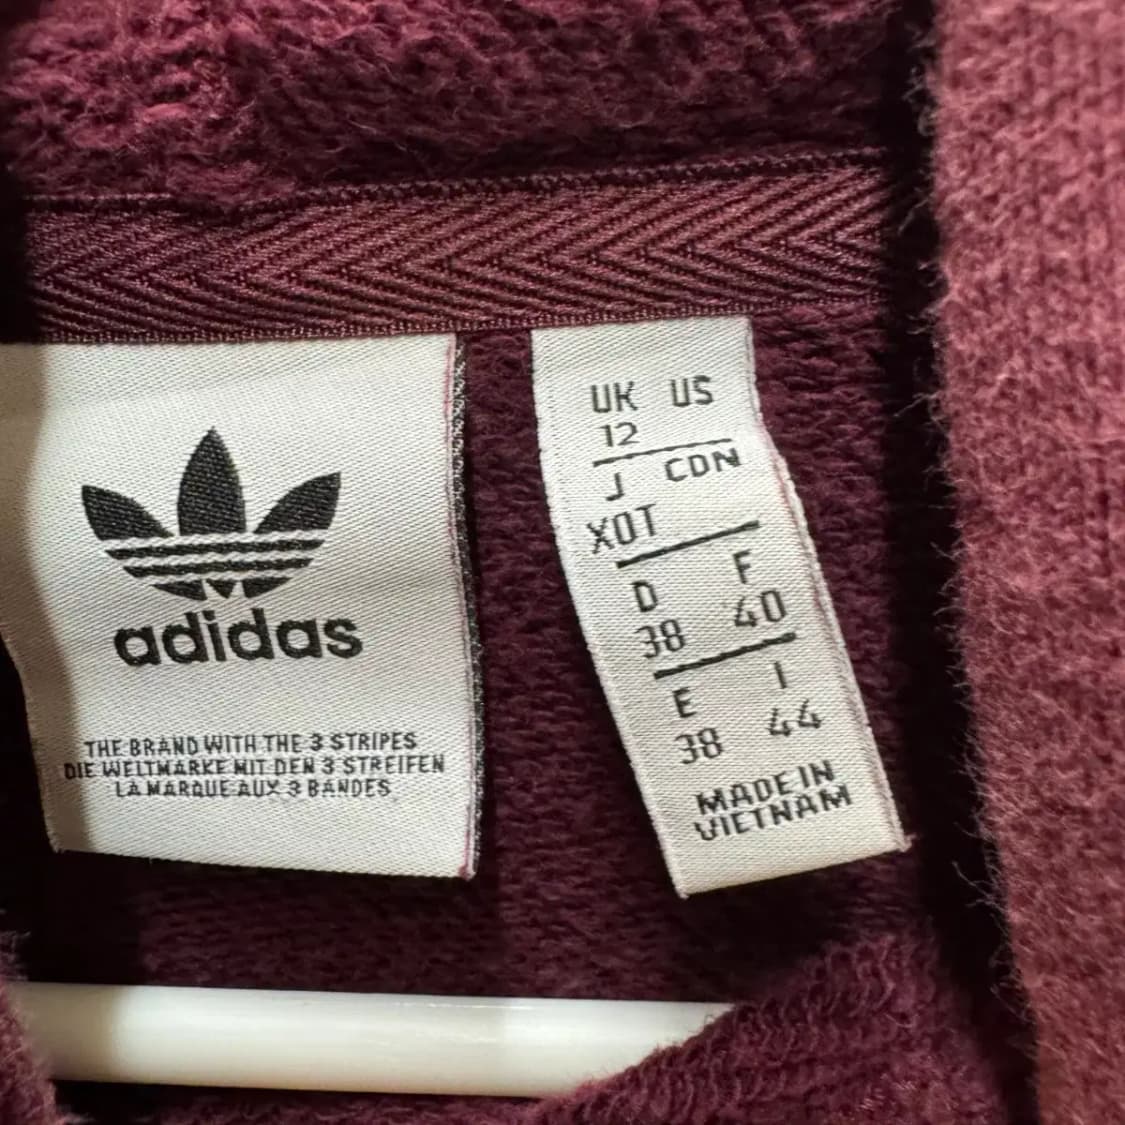 adidas
THE BRAND WITH THE 3 STRIPES
DIE WELTMARKE MIT DEN 3 STREIFEN
LA MARQUE AUX 3 BANDES
UK US
12
J CDN
XOT
D F
38 40
E I
38 44
MADE IN
VIETNAM